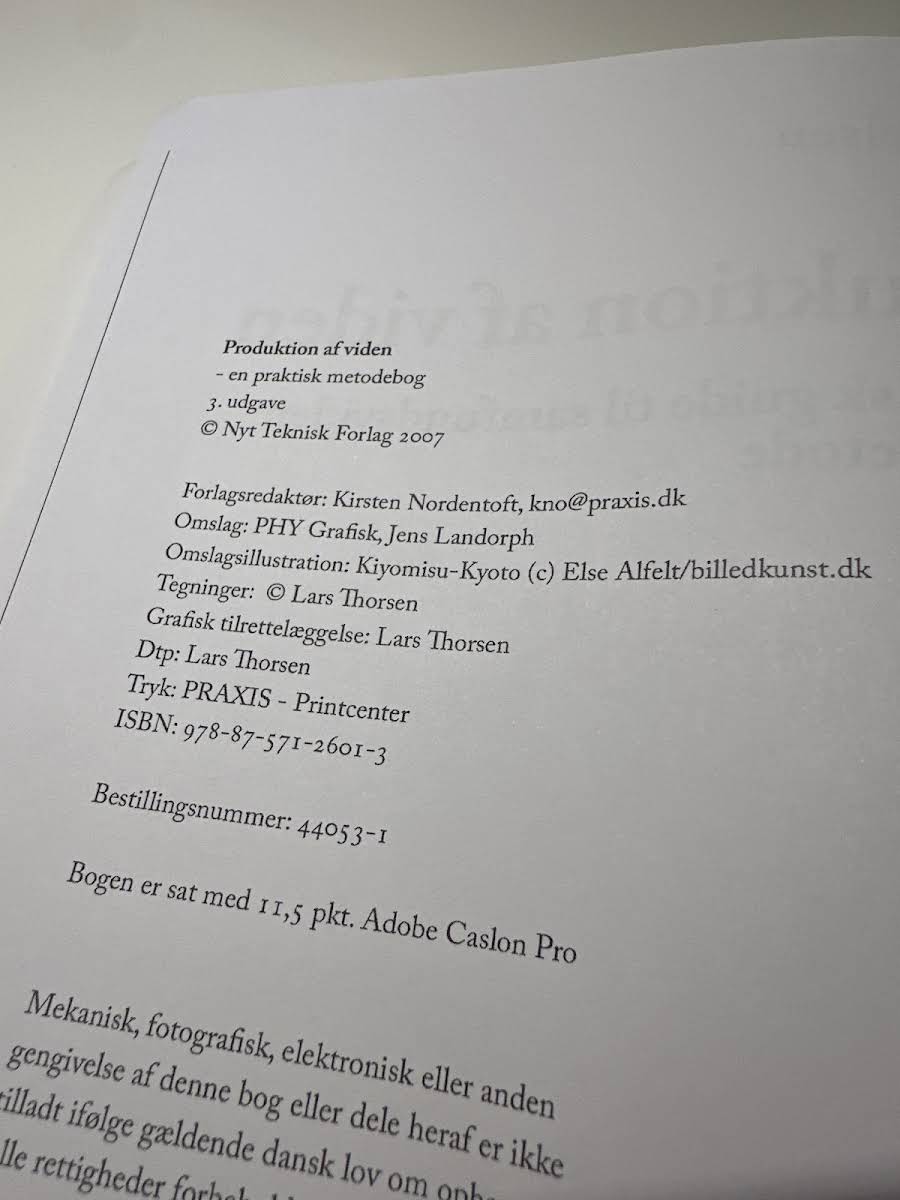 Produktion af viden
- en praktisk metodebog
3. udgave
© Nyt Teknisk Forlag 2007
Forlagsredaktør: Kirsten Nordentoft, kno@praxis.dk
Omslag: PHY Grafisk, Jens Landorph
Omslagsillustration: Kiyomisu-Kyoto (c) Else Alfelt/billedkunst.dk
Tegninger: © Lars Thorsen
Grafisk tilrettelæggelse: Lars Thorsen
Dtp: Lars Thorsen
Tryk: PRAXIS - Printcenter
ISBN: 978-87-571-2601-3
Bestillingsnummer: 44053-1
Bogen er sat med 11,5 pkt. Adobe Caslon Pro
Mekanisk, fotografisk, elektronisk eller anden
gengivelse af denne bog eller dele heraf er ikke
tilladt ifølge gældende dansk lov om
rettigheder